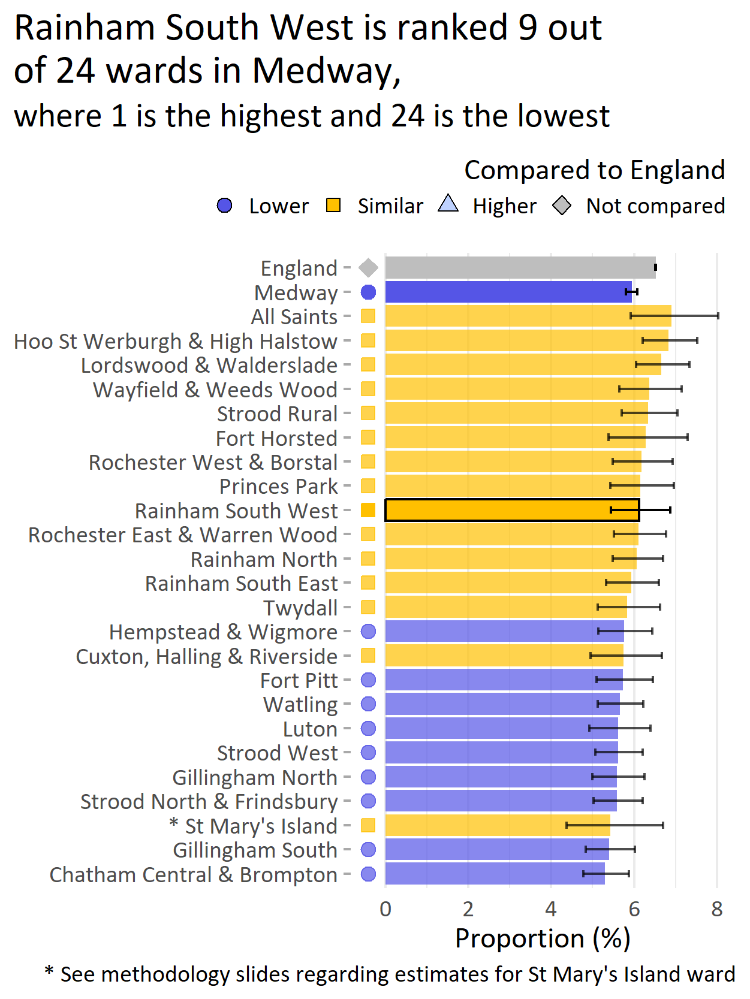 Rainham South West is ranked 9 out
of 24 wards in Medway,
where 1 is the highest and 24 is the lowest
Compared to England
Lower Similar Higher Not compared
England
Medway
All Saints
Hoo St Werburgh & High Halstow
Lordswood & Walderslade
Wayfield & Weeds Wood
Strood Rural
Fort Horsted
Rochester West & Borstal
Princes Park
Rainham South West
Rochester East & Warren Wood
Rainham North
Rainham South East
Twydall
Hempstead & Wigmore
Cuxton, Halling & Riverside
Fort Pitt
Watling
Luton
Strood West
Gillingham North
Strood North & Frindsbury
* St Mary's Island
Gillingham South
Chatham Central & Brompton
0 2 4 6 8
Proportion (%)
* See methodology slides regarding estimates for St Mary's Island ward